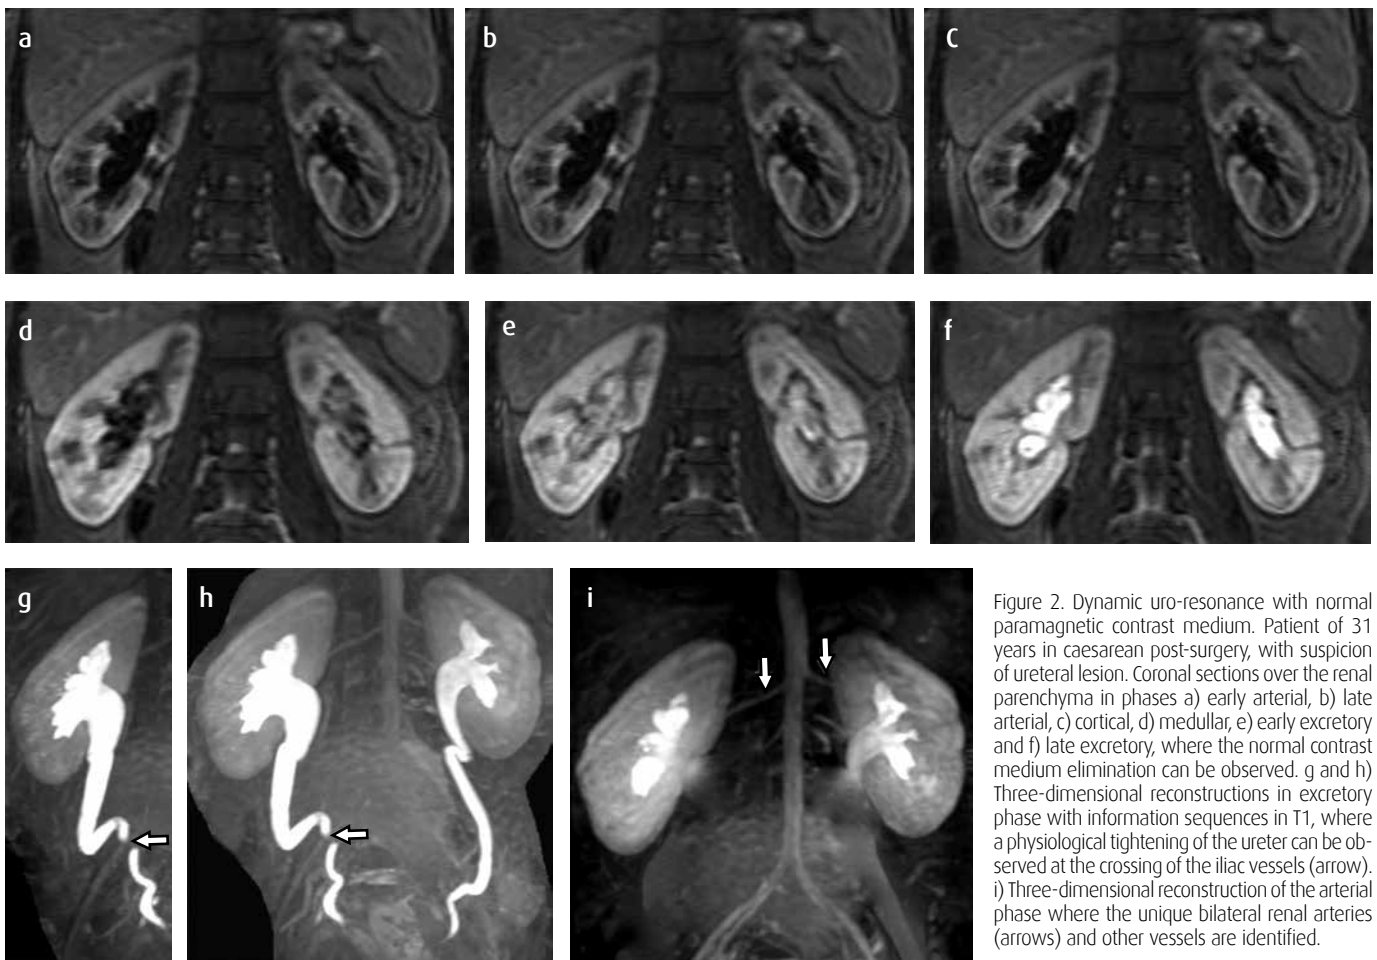 a
b
c
d
e
f
g
h
i
Figure 2. Dynamic uro-resonance with normal
paramagnetic contrast medium. Patient of 31
years in caesarean post-surgery, with suspicion
of ureteral lesion. Coronal sections over the renal
parenchyma in phases a) early arterial, b) late
arterial, c) cortical, d) medullar, e) early excretory
and f) late excretory, where the normal contrast
medium elimination can be observed. g and h)
Three-dimensional reconstructions in excretory
phase with information sequences in T1, where
a physiological tightening of the ureter can be ob-
served at the crossing of the iliac vessels (arrow).
i) Three-dimensional reconstruction of the arterial
phase where the unique bilateral renal arteries
(arrows) and other vessels are identified.